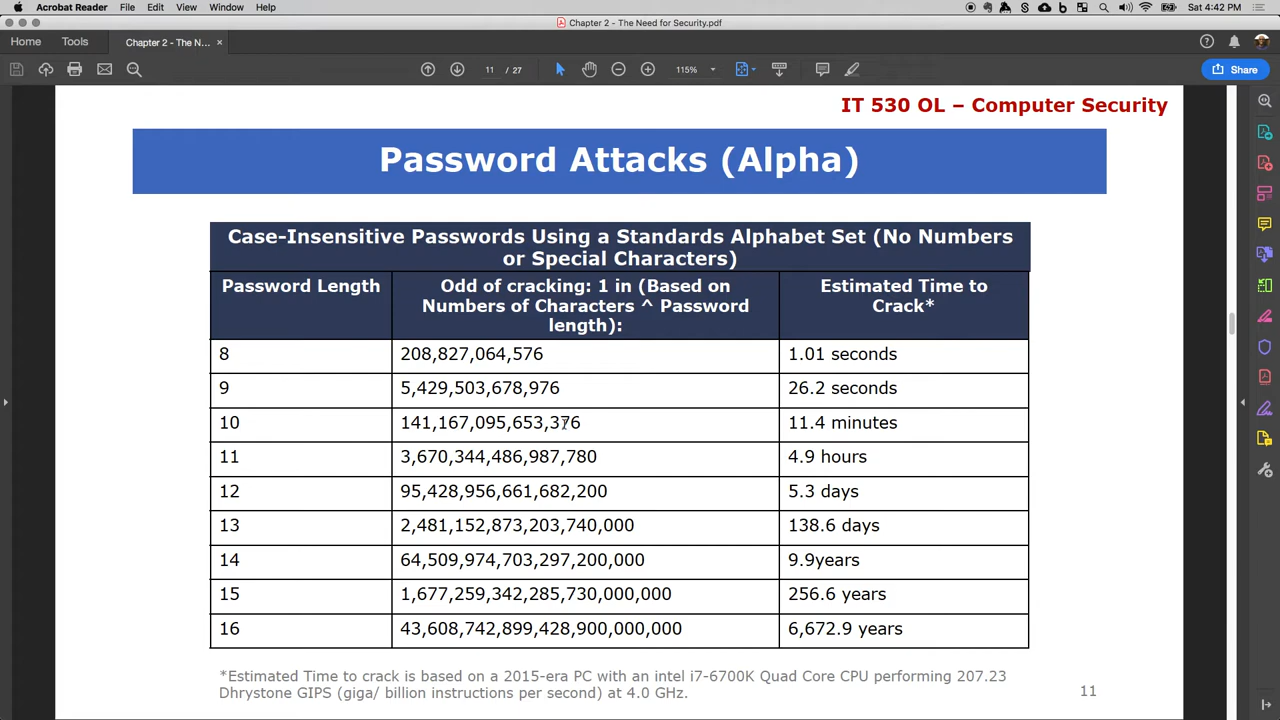 Acrobat Reader File Edit View Window Help Sat 4:42 PM
Chapter 2 - The Need for Security.pdf
Home Tools Chapter 2 - The N... ×
11 / 27 115% Share
IT 530 OL – Computer Security
Password Attacks (Alpha)
Case-Insensitive Passwords Using a Standards Alphabet Set (No Numbers
or Special Characters)
Password Length
Odd of cracking: 1 in (Based on
Numbers of Characters ^ Password
length):
Estimated Time to
Crack*
8 208,827,064,576 1.01 seconds
9 5,429,503,678,976 26.2 seconds
10 141,167,095,653,376 11.4 minutes
11 3,670,344,486,987,780 4.9 hours
12 95,428,956,661,682,200 5.3 days
13 2,481,152,873,203,740,000 138.6 days
14 64,509,974,703,297,200,000 9.9years
15 1,677,259,342,285,730,000,000 256.6 years
16 43,608,742,899,428,900,000,000 6,672.9 years
*Estimated Time to crack is based on a 2015-era PC with an intel i7-6700K Quad Core CPU performing 207.23
Dhrystone GIPS (giga/ billion instructions per second) at 4.0 GHz.
11